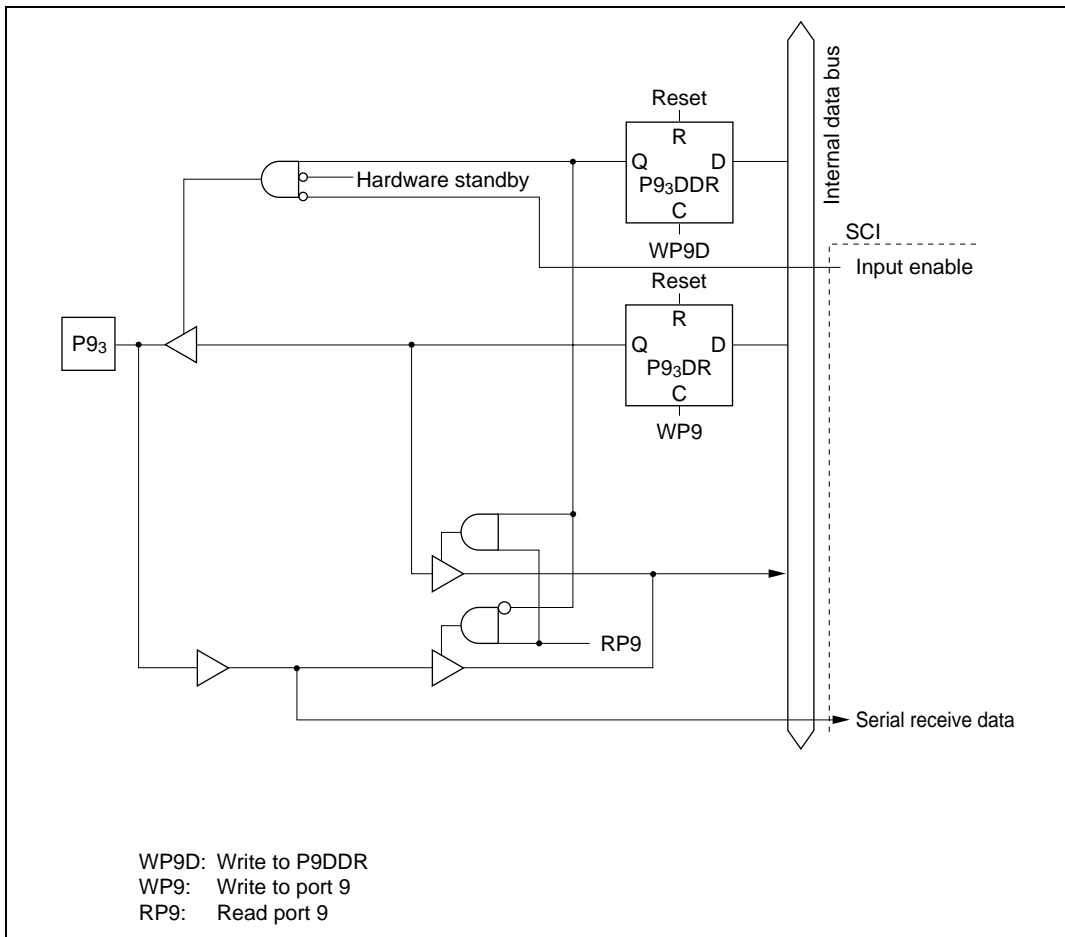 Reset
R
Q D
P9₃DDR
C
WP9D
Hardware standby
Internal data bus
SCI
Input enable
Reset
R
Q D
P9₃DR
C
WP9
P9₃
RP9
Serial receive data
WP9D: Write to P9DDR
WP9: Write to port 9
RP9: Read port 9